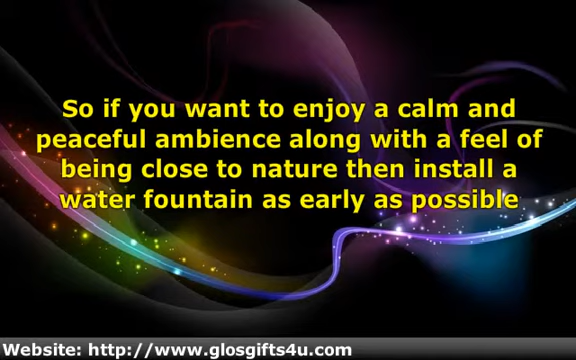 So if you want to enjoy a calm and
peaceful ambience along with a feel of
being close to nature then install a
water fountain as early as possible
Website: http://www.glosgifts4u.com